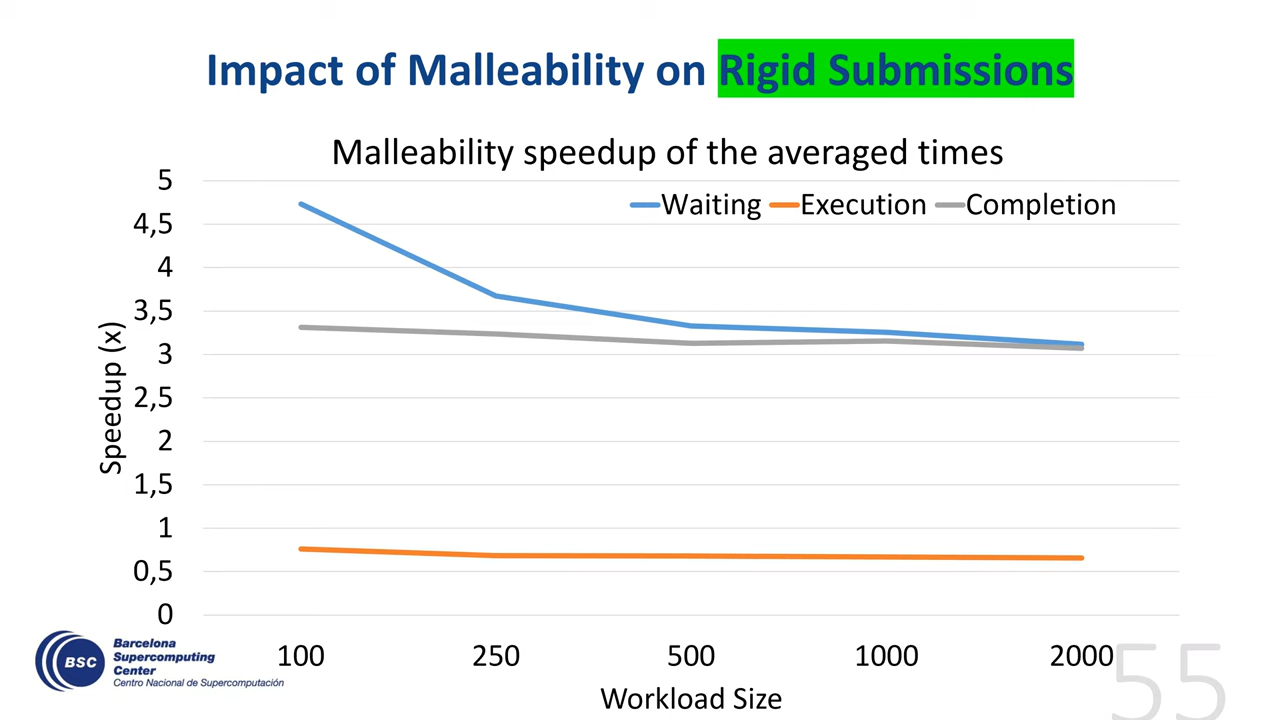 Impact of Malleability on Rigid Submissions
Malleability speedup of the averaged times
Waiting Execution Completion
5
4,5
4
3,5
3
2,5
2
1,5
1
0,5
0
Speedup (x)
100 250 500 1000 2000
Workload Size
BSC
Barcelona
Supercomputing
Center
Centro Nacional de Supercomputación
55